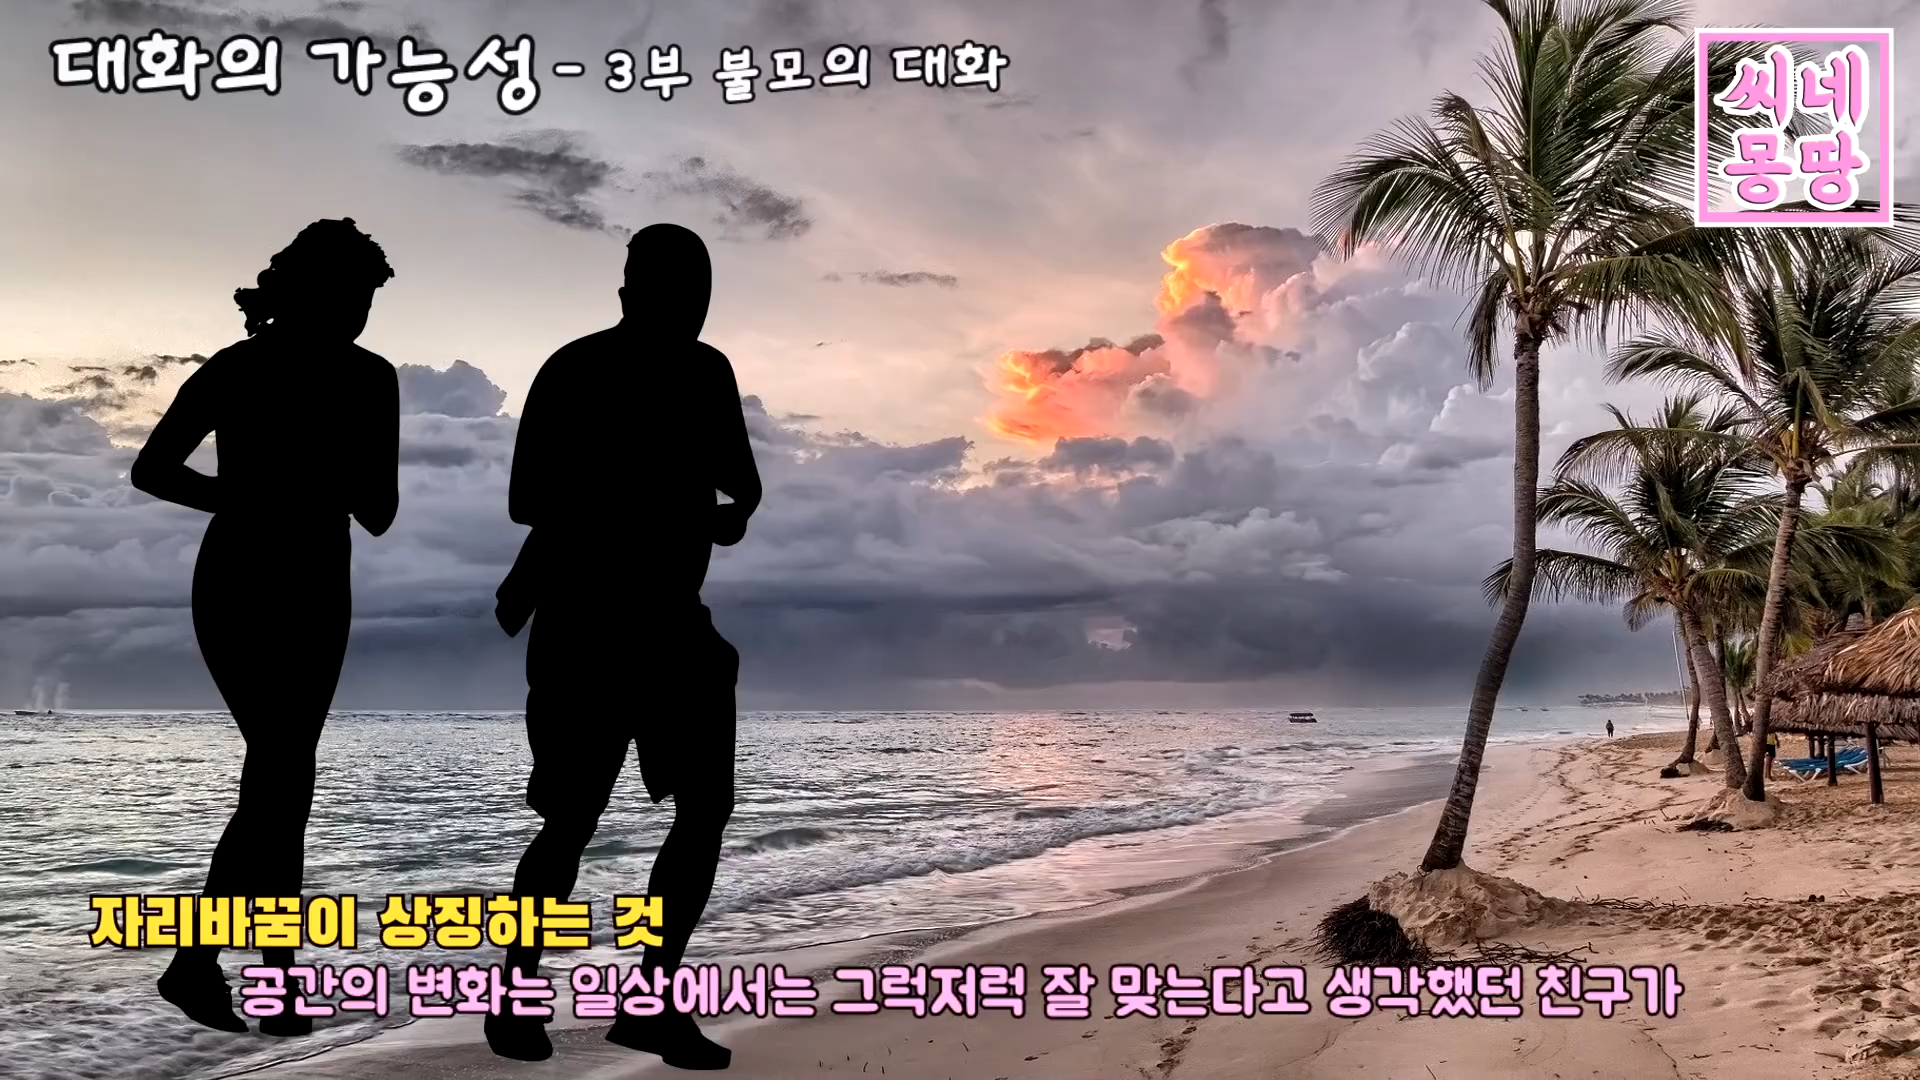 대화의 가능성 - 3부 불모의 대화
씨네
몽땅
자리바꿈이 상징하는 것
공간의 변화는 일상에서는 그럭저럭 잘 맞는다고 생각했던 친구가